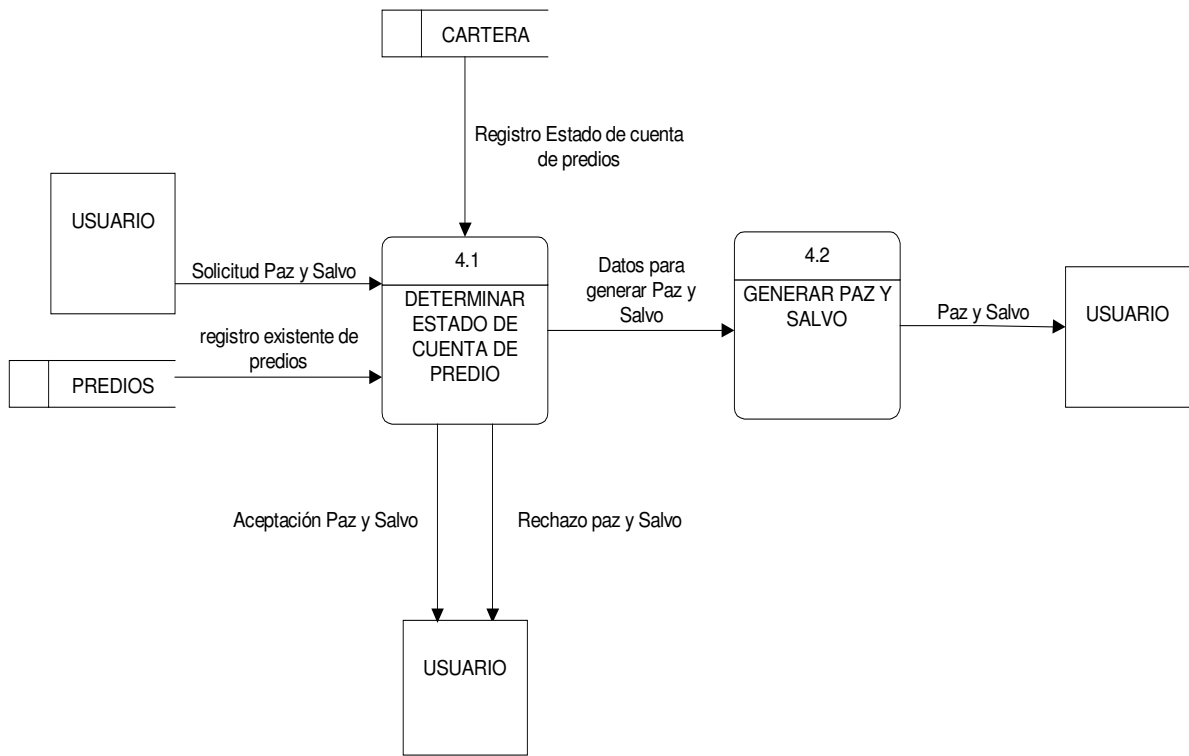 CARTERA
Registro Estado de cuenta
de predios
USUARIO
Solicitud Paz y Salvo
registro existente de
predios
PREDIOS
4.1
DETERMINAR
ESTADO DE
CUENTA DE
PREDIO
Datos para
generar Paz y
Salvo
4.2
GENERAR PAZ Y
SALVO
Paz y Salvo
USUARIO
Aceptación Paz y Salvo
Rechazo paz y Salvo
USUARIO